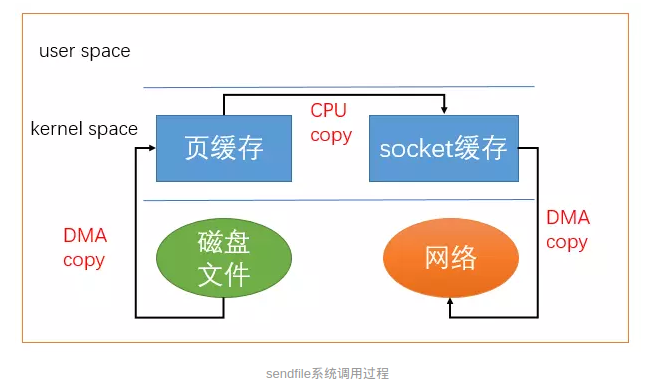 user space
CPU
copy
kernel space
页缓存
socket缓存
DMA
copy
磁盘
文件
网络
DMA
copy
sendfile系统调用过程